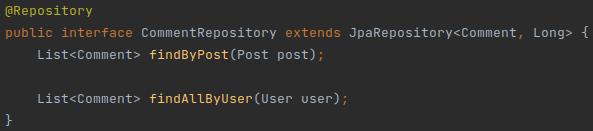 @Repository
public interface CommentRepository extends JpaRepository<Comment, Long> {
    List<Comment> findByPost(Post post);

    List<Comment> findAllByUser(User user);
}